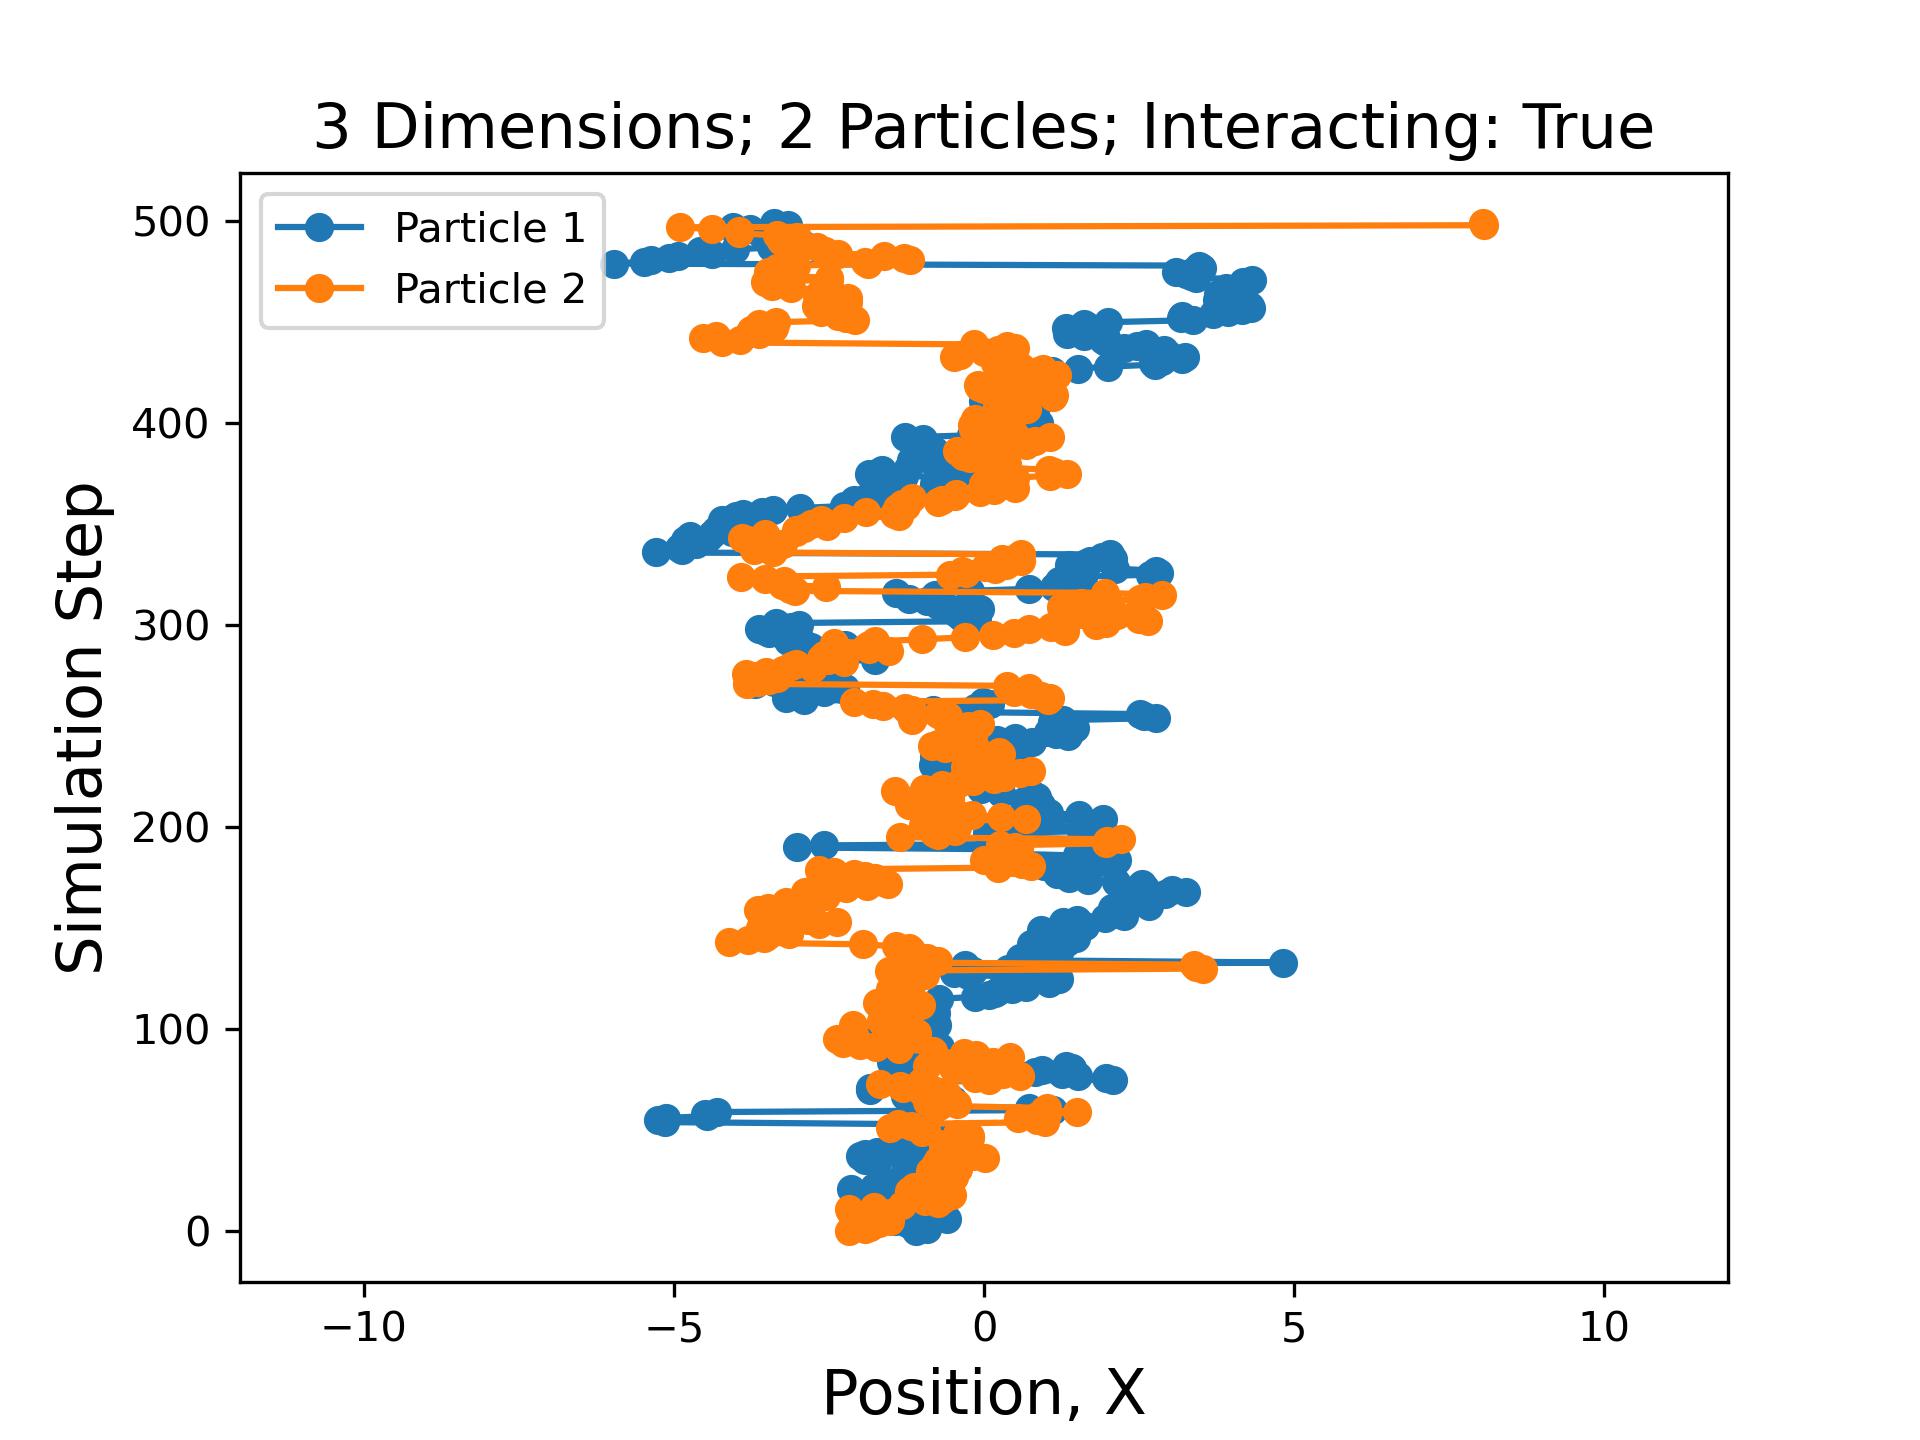 3 Dimensions; 2 Particles; Interacting: True
Particle 1
Particle 2
500
400
300
200
100
0
Simulation Step
−10
−5
0
5
10
Position, X